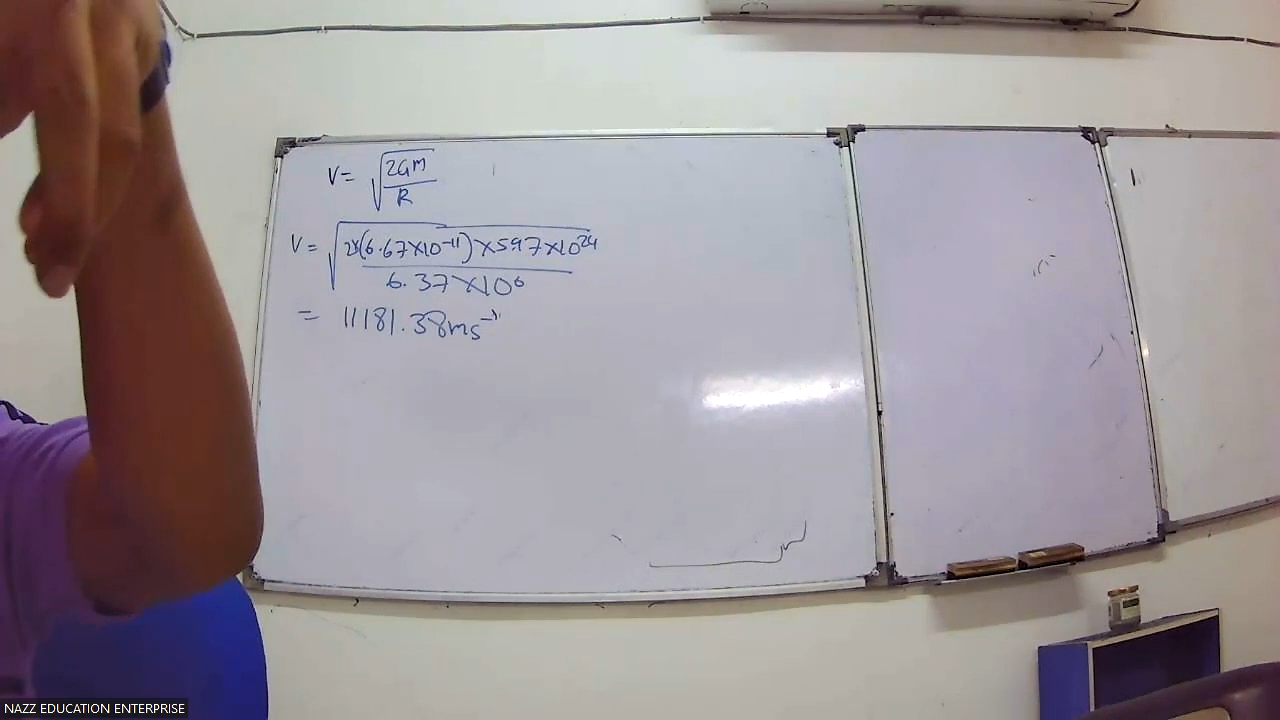 V = √(2GM/R)
V = √(2×(6.67×10⁻¹¹)×5.97×10²⁴/6.37×10⁶)
= 11181.38ms⁻¹
NAZZ EDUCATION ENTERPRISE